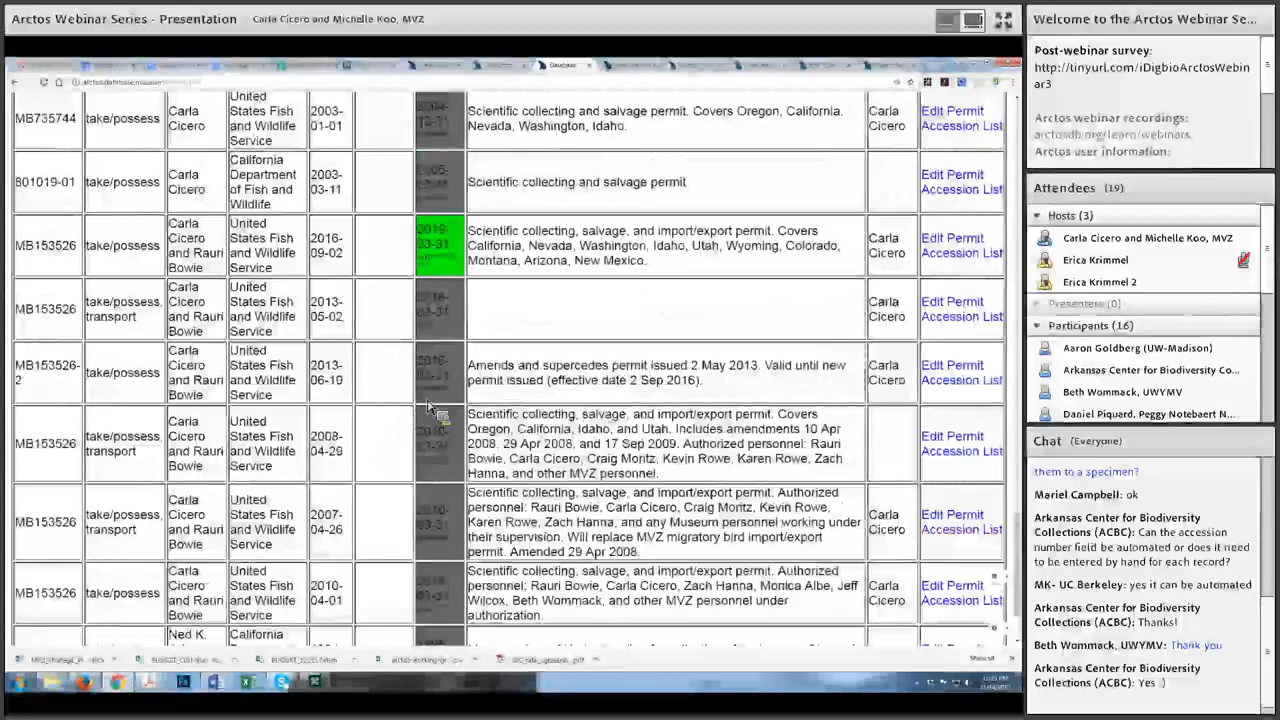 Arctos Webinar Series - Presentation
Carla Cicero and Michelle Koo, MVZ
MB735744
take/possess
Carla
Cicero
United
States Fish
and Wildlife
Service
2003-
01-01
Scientific collecting and salvage permit. Covers Oregon, California.
Nevada, Washington, Idaho.
Carla
Cicero
Edit Permit
Accession List
801019-01
take/possess
Carla
Cicero
California
Department
of Fish and
Wildlife
2003-
03-11
Scientific collecting and salvage permit
Carla
Cicero
Edit Permit
Accession List
MB153526
take/possess
Carla
Cicero
and Rauri
Bowie
United
States Fish
and Wildlife
Service
2016-
09-02
2019-
03-31
Scientific collecting, salvage, and import/export permit. Covers
California, Nevada, Washington, Idaho, Utah, Wyoming, Colorado,
Montana, Arizona, New Mexico.
Carla
Cicero
Edit Permit
Accession List
MB153526
take/possess,
transport
Carla
Cicero
and Rauri
Bowie
United
States Fish
and Wildlife
Service
2013-
05-02
2016-
03-31
Carla
Cicero
Edit Permit
Accession List
MB153526-
2
take/possess
Carla
Cicero
and Rauri
Bowie
United
States Fish
and Wildlife
Service
2013-
06-19
2016-
03-31
Amends and supercedes permit issued 2 May 2013. Valid until new
permit issued (effective date 2 Sep 2016).
Carla
Cicero
Edit Permit
Accession List
MB153526
take/possess,
transport
Carla
Cicero
and Rauri
Bowie
United
States Fish
and Wildlife
Service
2008-
04-29
Scientific collecting, salvage, and import/export permit. Covers
Oregon, California, Idaho, and Utah. Includes amendments 10 Apr
2008, 29 Apr 2008, and 17 Sep 2009. Authorized personnel: Rauri
Bowie, Carla Cicero, Craig Moritz, Kevin Rowe, Karen Rowe, Zach
Hanna, and other MVZ personnel.
Carla
Cicero
Edit Permit
Accession List
MB153526
take/possess,
transport
Carla
Cicero
and Rauri
Bowie
United
States Fish
and Wildlife
Service
2007-
04-26
2010-
03-31
Scientific collecting, salvage, and import/export permit. Authorized
personnel: Rauri Bowie, Carla Cicero, Craig Moritz, Kevin Rowe,
Karen Rowe, Zach Hanna, and any Museum personnel working under
their supervision. Will replace MVZ migratory bird import/export
permit. Amended 29 Apr 2008.
Carla
Cicero
Edit Permit
Accession List
MB153526
take/possess
Carla
Cicero
and Rauri
Bowie
United
States Fish
and Wildlife
Service
2010-
04-01
Scientific collecting, salvage, and import/export permit. Authorized
personnel: Rauri Bowie, Carla Cicero, Zach Hanna, Monica Albe, Jeff
Wilcox, Beth Wommack, and other MVZ personnel under
authorization.
Carla
Cicero
Edit Permit
Accession List
Ned K.
California
Welcome to the Arctos Webinar Se...
Post-webinar survey:
http://tinyurl.com/iDigbioArctosWebin
ar3
Arctos webinar recordings:
arctosdb.org/learn/webinars
Arctos user information:
Attendees (19)
Hosts (3)
Carla Cicero and Michelle Koo, MVZ
Erica Krimmel
Erica Krimmel 2
Presenters (0)
Participants (16)
Aaron Goldberg (UW-Madison)
Arkansas Center for Biodiversity Co...
Beth Wommack, UWYMV
Daniel Piquard, Peggy Notebaert N...
Chat (Everyone)
them to a specimen?
Mariel Campbell: ok
Arkansas Center for Biodiversity
Collections (ACBC): Can the accession
number field be automated or does it need
to be entered by hand for each record?
MK- UC Berkeley: yes it can be automated
Arkansas Center for Biodiversity
Collections (ACBC): Thanks!
Beth Wommack, UWYMV: Thank you
Arkansas Center for Biodiversity
Collections (ACBC): Yes :)